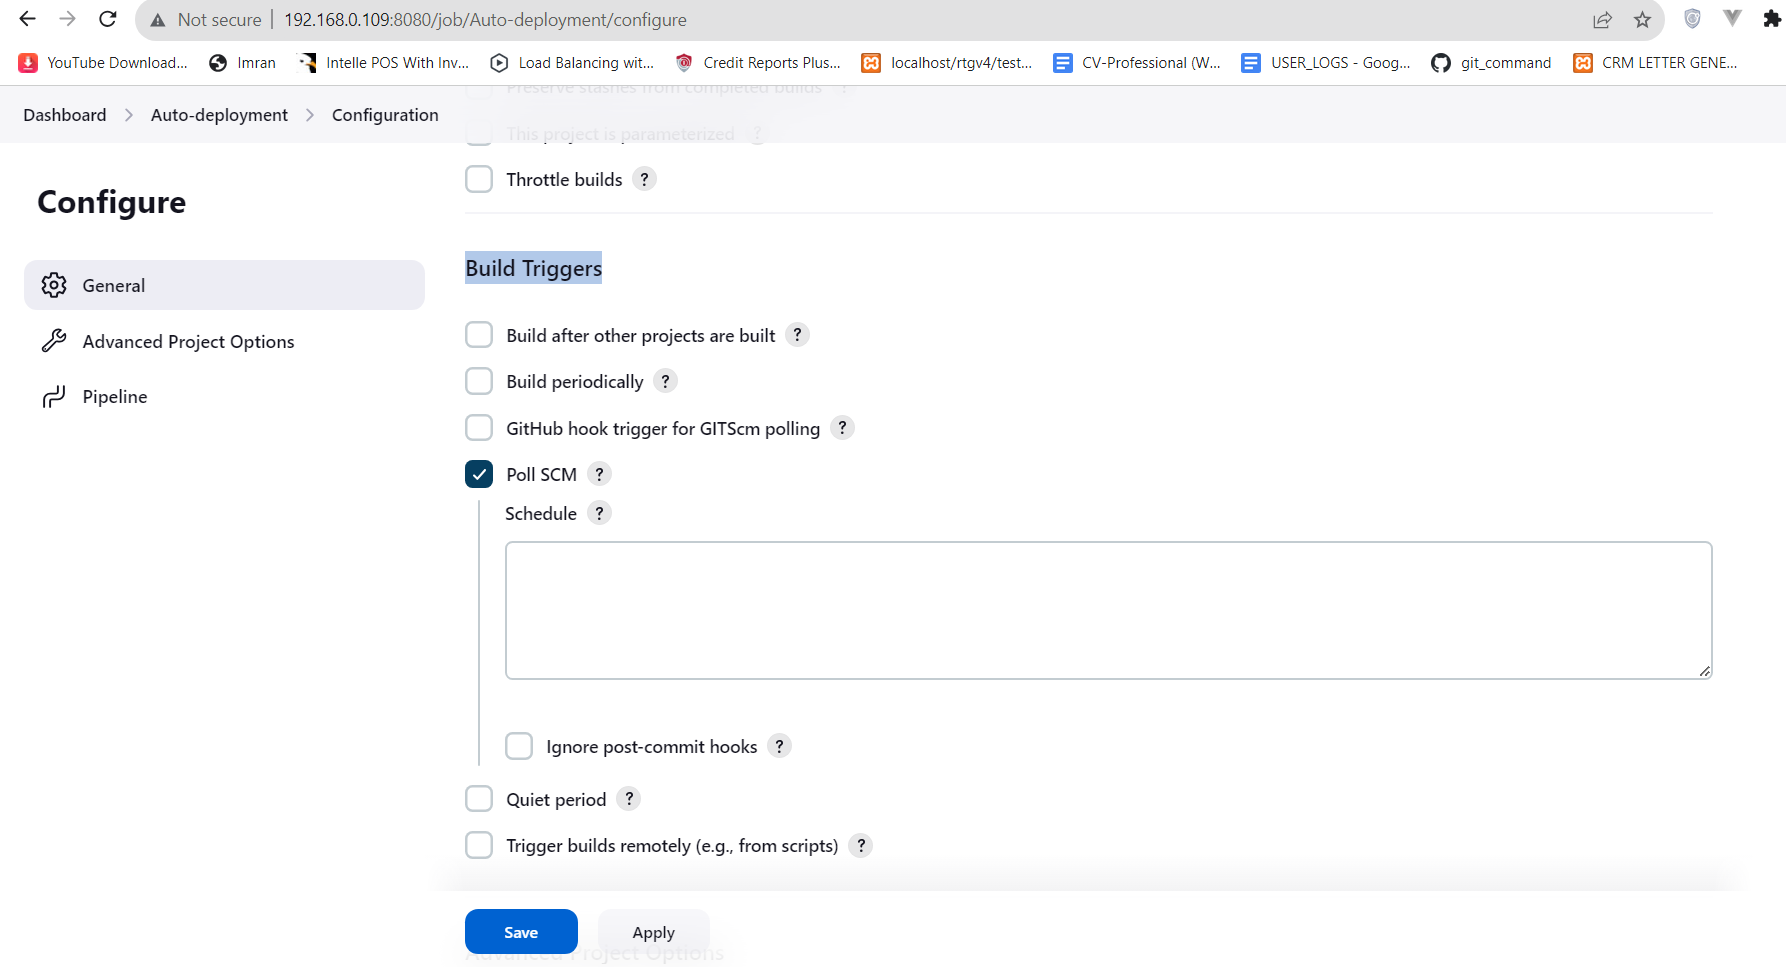 Not secure | 192.168.0.109:8080/job/Auto-deployment/configure
YouTube Download... Imran Intelle POS With Inv... Load Balancing wit... Credit Reports Plus... localhost/rtgv4/test... CV-Professional (W... USER_LOGS - Goog... git_command CRM LETTER GENE...
Preserve stashes from completed builds ?
Dashboard > Auto-deployment > Configuration
This project is parameterized ?
Throttle builds ?
Configure
General
Advanced Project Options
Pipeline
Build Triggers
Build after other projects are built ?
Build periodically ?
GitHub hook trigger for GITScm polling ?
Poll SCM ?
Schedule ?
Ignore post-commit hooks ?
Quiet period ?
Trigger builds remotely (e.g., from scripts) ?
Save Apply
Advanced Project Options